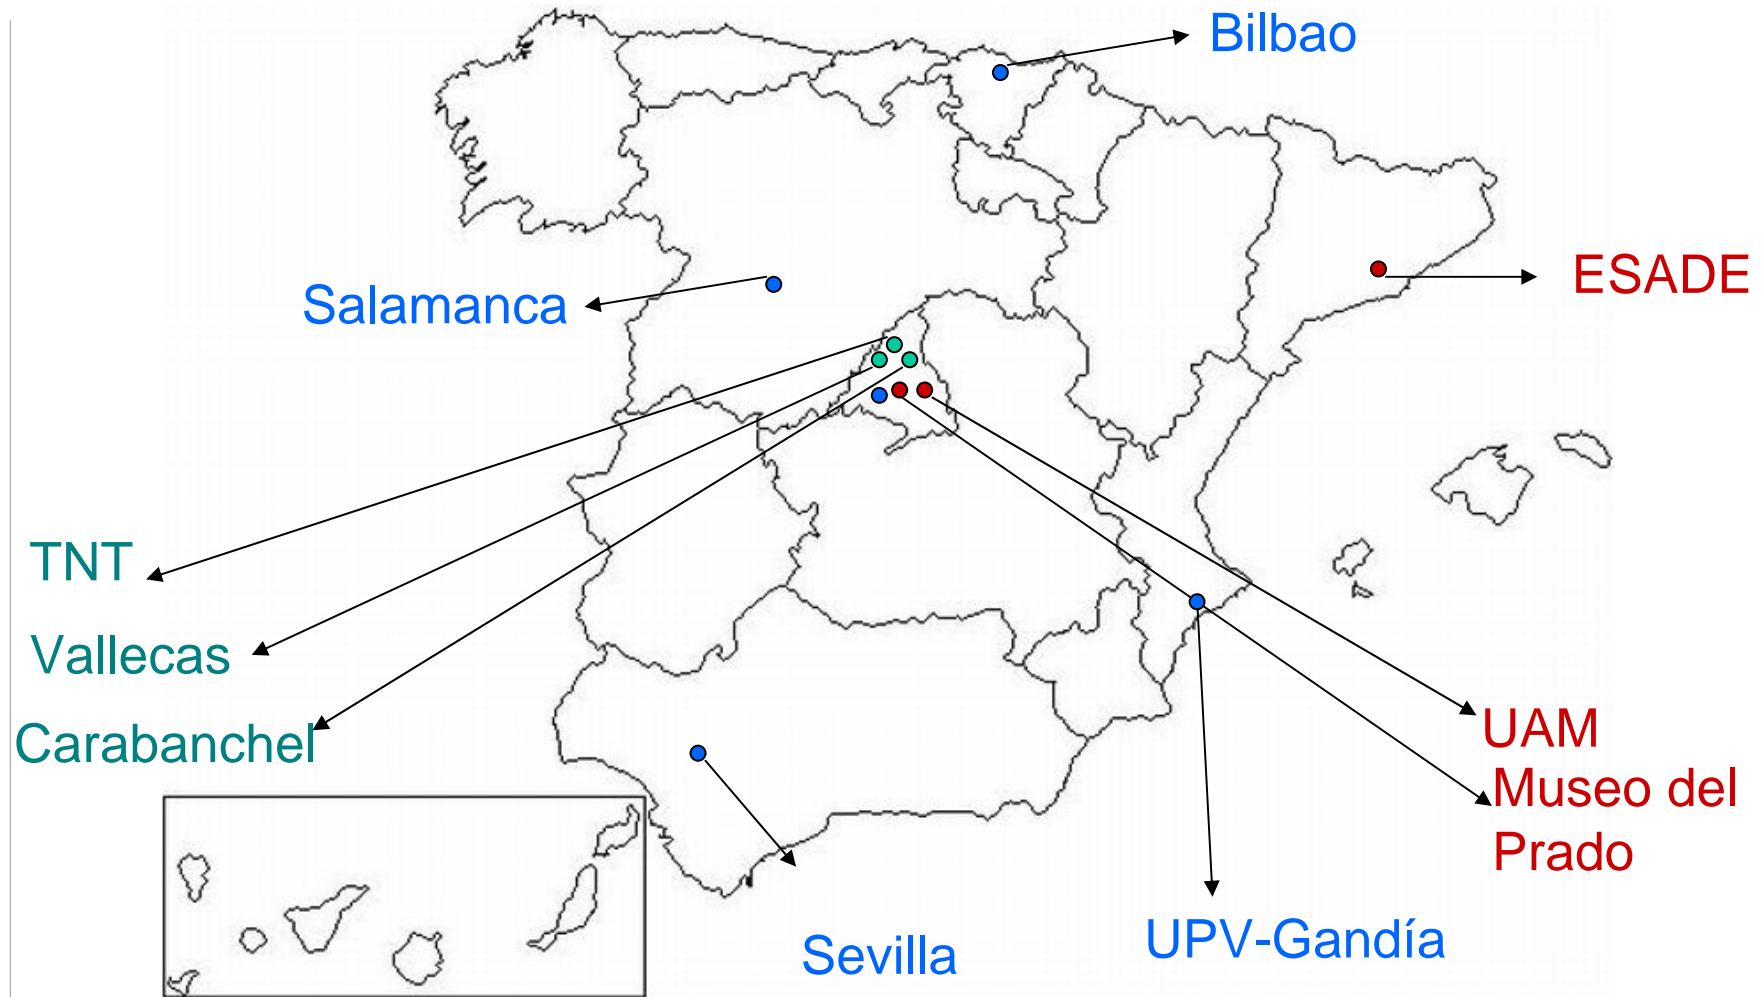 Bilbao
ESADE
Salamanca
TNT
Vallecas
Carabanchel
UAM
Museo del
Prado
UPV-Gandía
Sevilla